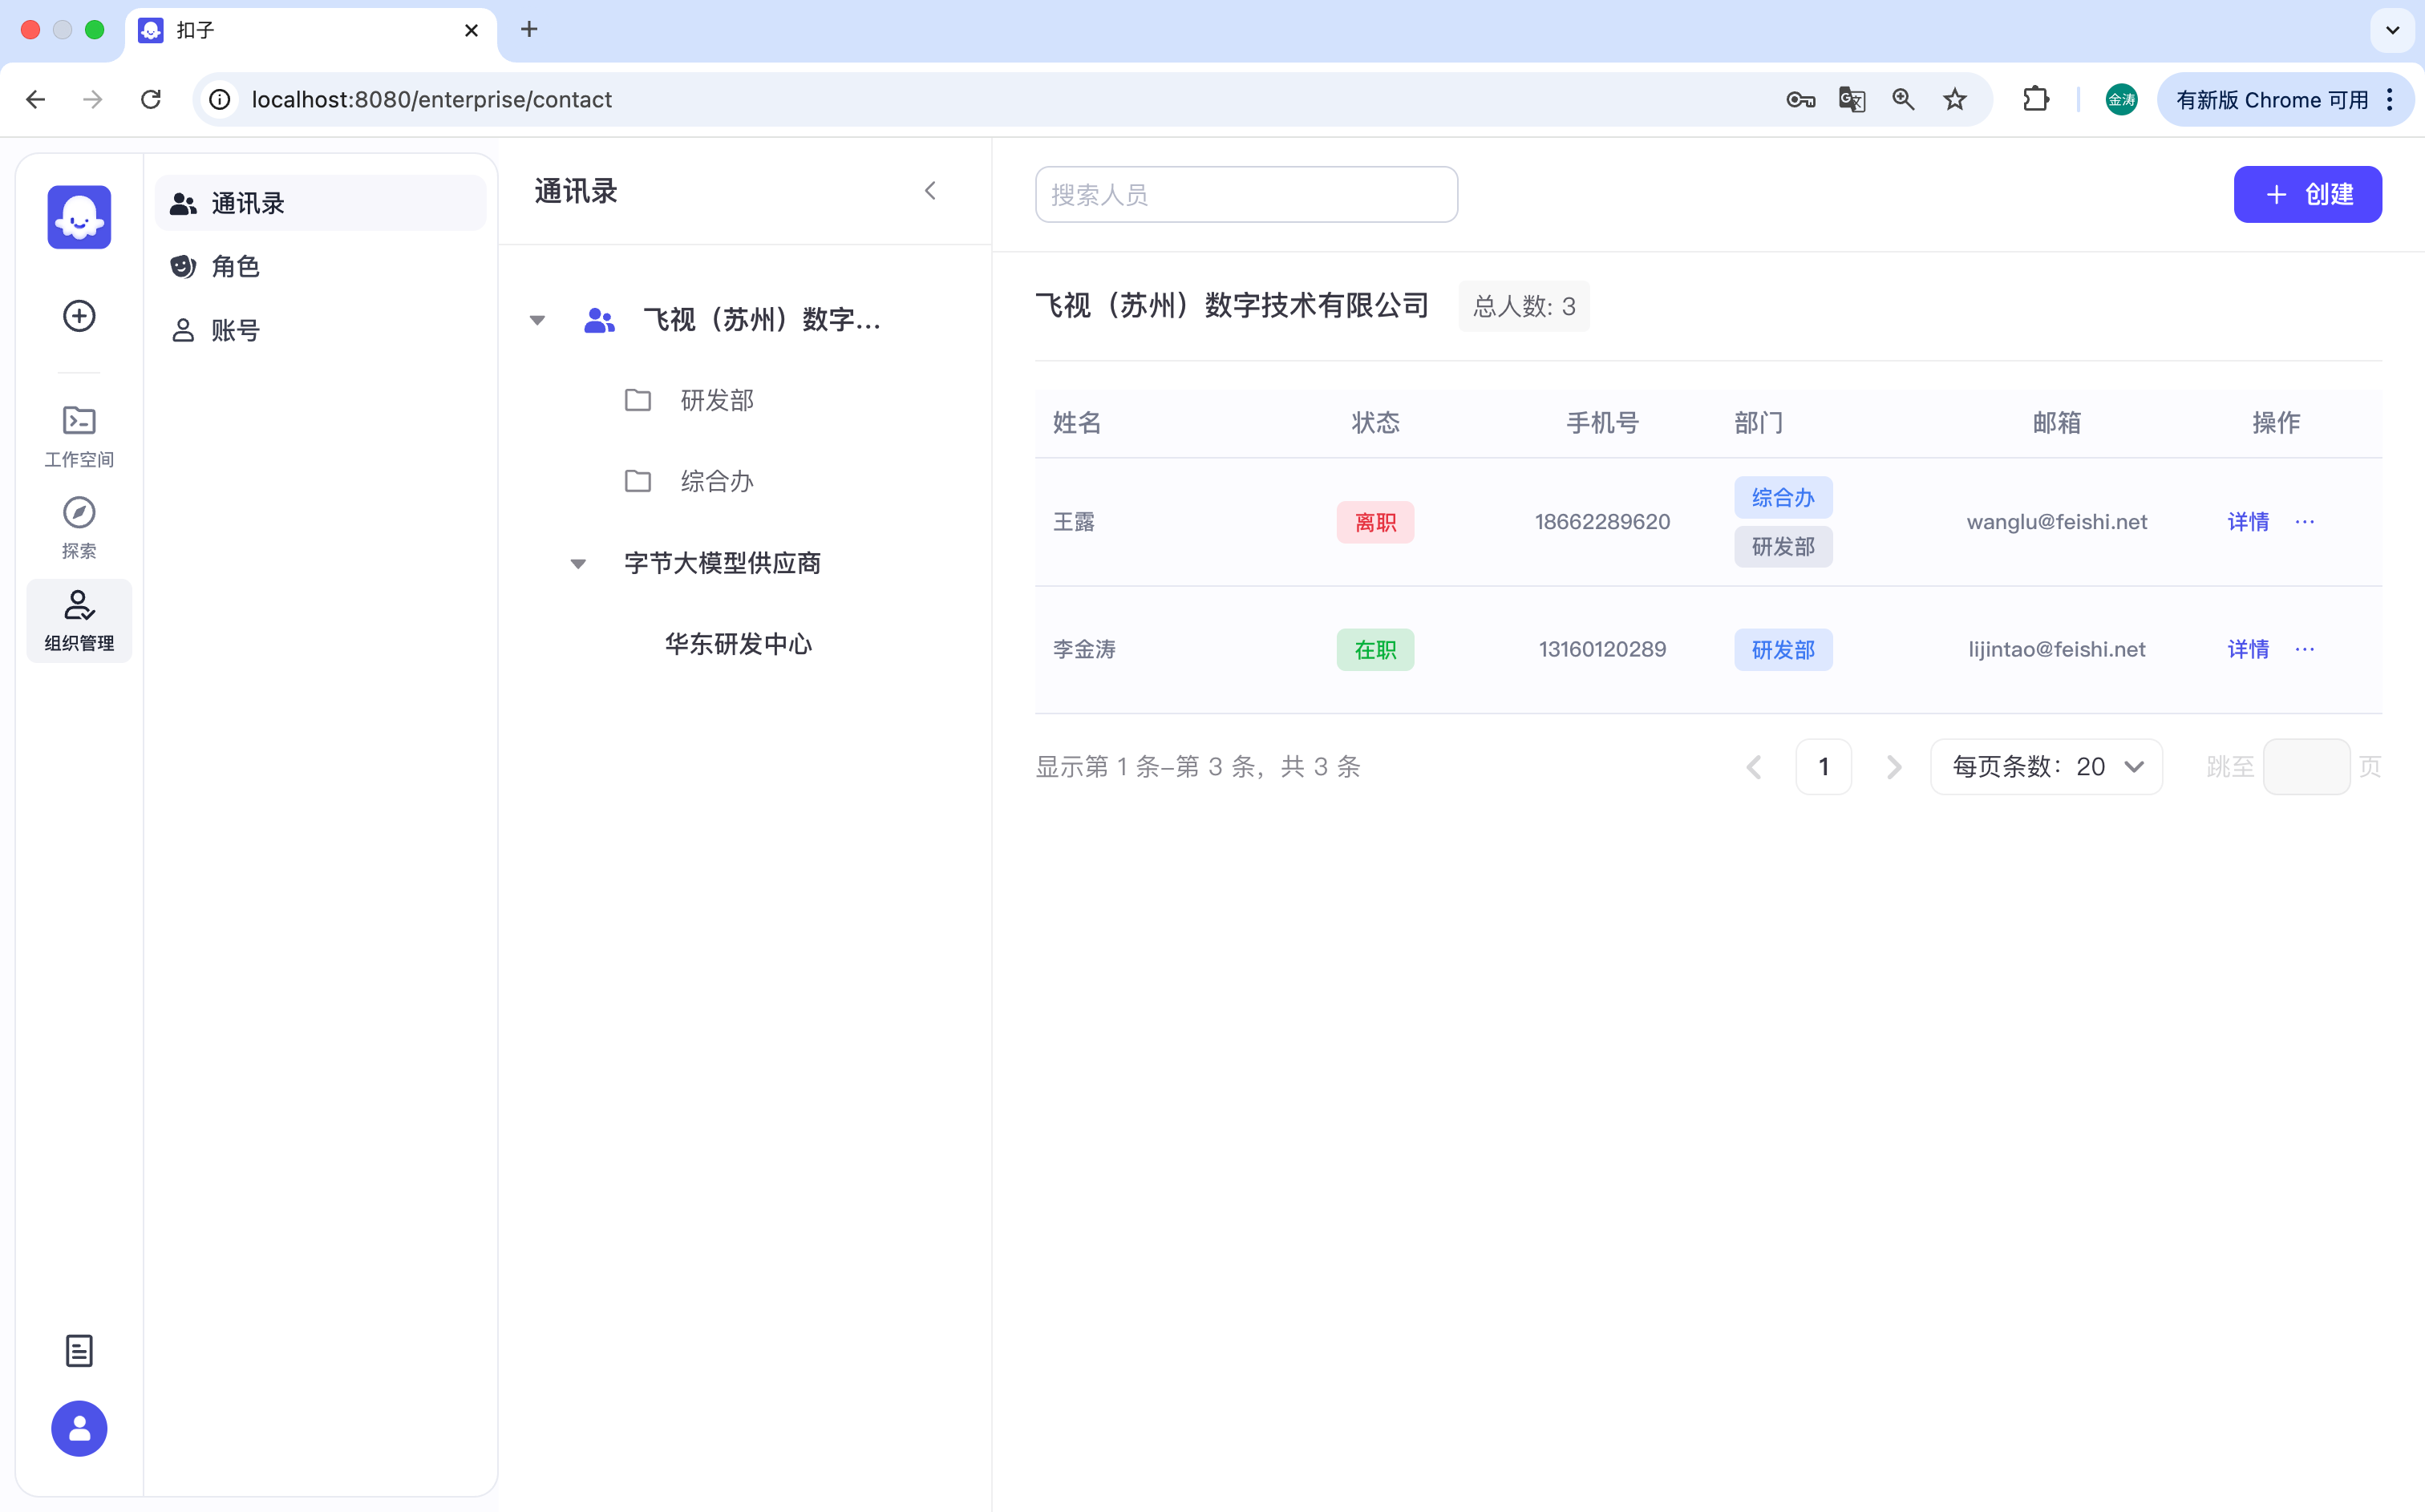 扣子
localhost:8080/enterprise/contact
金涛
有新版 Chrome 可用
工作空间
探索
组织管理
通讯录
角色
账号
通讯录
飞视（苏州）数字...
研发部
综合办
字节大模型供应商
华东研发中心
搜索人员
创建
飞视（苏州）数字技术有限公司 总人数: 3
姓名 状态 手机号 部门 邮箱 操作
王露 离职 18662289620 综合办 研发部 wanglu@feishi.net 详情 ...
李金涛 在职 13160120289 研发部 lijintao@feishi.net 详情 ...
显示第 1 条–第 3 条，共 3 条 1 每页条数：20 跳至 页